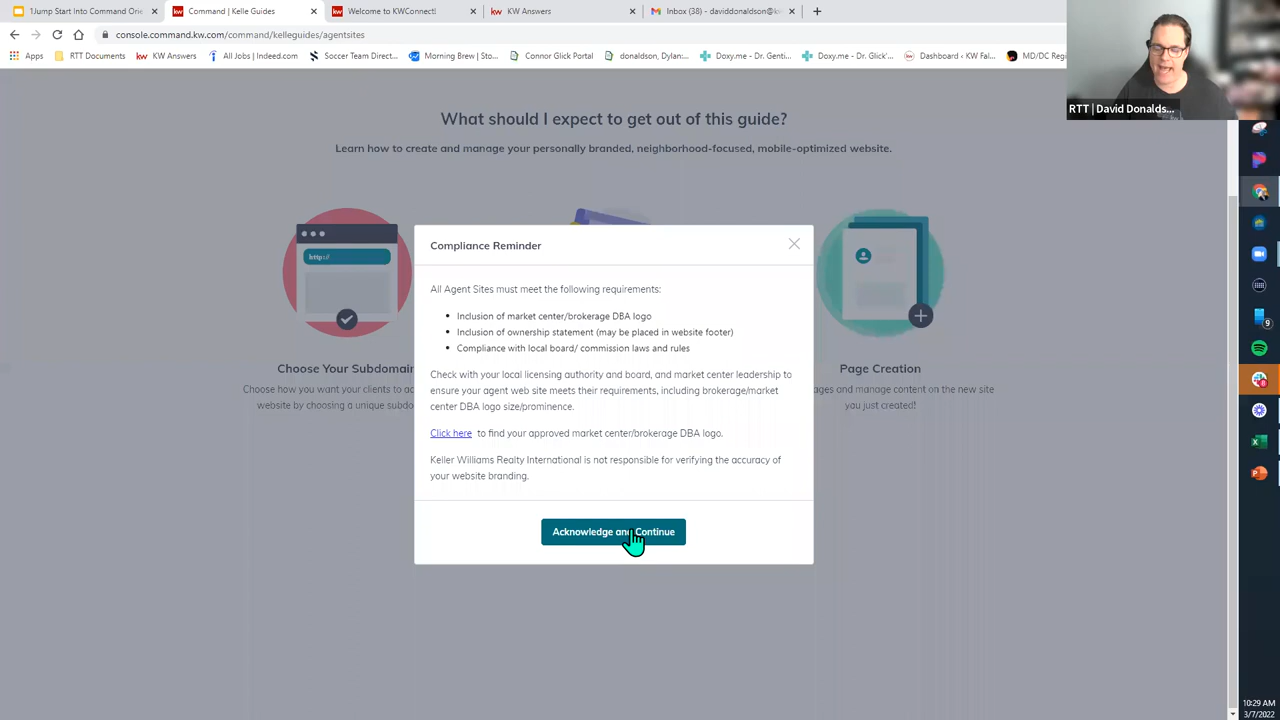 1Jump Start Into Command Orie
Command | Kelle Guides
Welcome to KWConnect!
KW Answers
Inbox (38) - daviddonaldson@k
console.command.kw.com/command/kelleguides/agentsites
Apps
RTT Documents
KW Answers
All Jobs | Indeed.com
Soccer Team Direct...
Morning Brew | Sto...
Connor Glick Portal
donaldson, Dylan:...
Doxy.me - Dr. Genti...
Doxy.me - Dr. Glick'...
Dashboard ‹ KW Fal...
MD/DC Reg
RTT | David Donalds...
What should I expect to get out of this guide?
Learn how to create and manage your personally branded, neighborhood-focused, mobile-optimized website.
http://
Compliance Reminder
All Agent Sites must meet the following requirements:
• Inclusion of market center/brokerage DBA logo
• Inclusion of ownership statement (may be placed in website footer)
• Compliance with local board/ commission laws and rules
Check with your local licensing authority and board, and market center leadership to
ensure your agent web site meets their requirements, including brokerage/market
center DBA logo size/prominence.
Click here to find your approved market center/brokerage DBA logo.
Keller Williams Realty International is not responsible for verifying the accuracy of
your website branding.
Acknowledge and Continue
Choose Your Subdomai
Choose how you want your clients to a
website by choosing a unique subdo
Page Creation
ages and manage content on the new site
you just created!
9
10:29 AM
3/7/2022